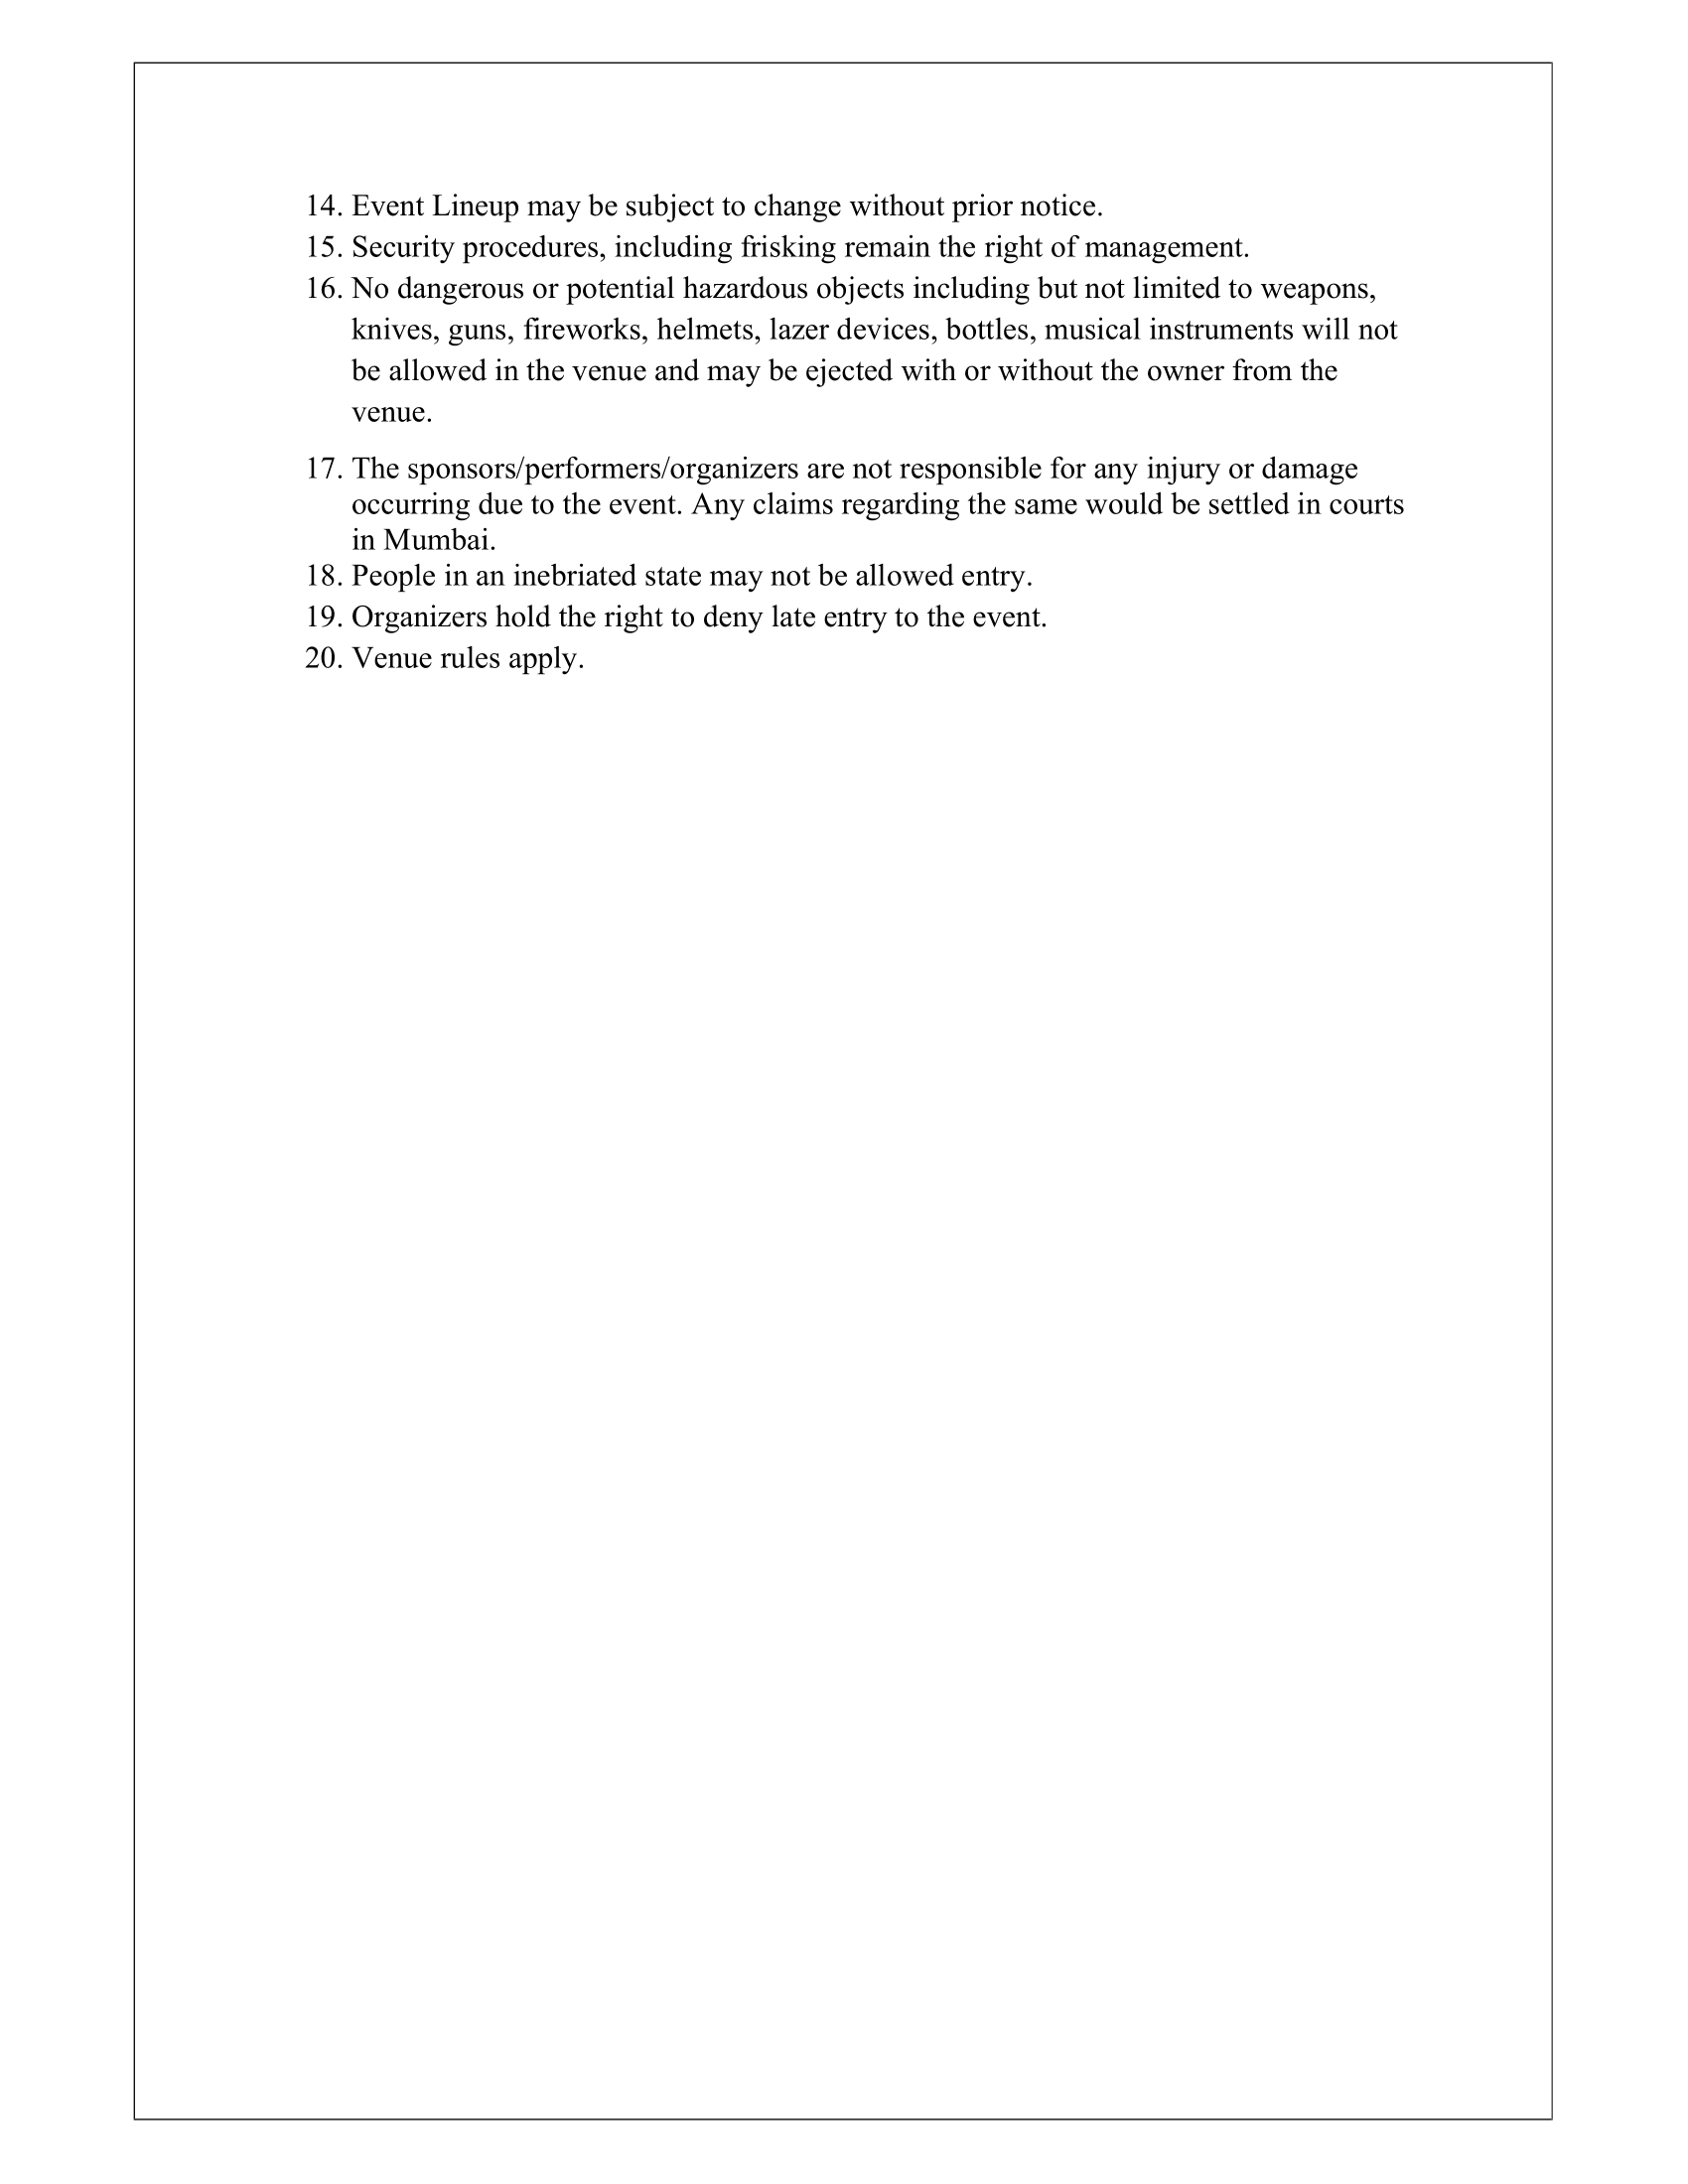 14. Event Lineup may be subject to change without prior notice.
15. Security procedures, including frisking remain the right of management.
16. No dangerous or potential hazardous objects including but not limited to weapons,
knives, guns, fireworks, helmets, lazer devices, bottles, musical instruments will not
be allowed in the venue and may be ejected with or without the owner from the
venue.
17. The sponsors/performers/organizers are not responsible for any injury or damage
occurring due to the event. Any claims regarding the same would be settled in courts
in Mumbai.
18. People in an inebriated state may not be allowed entry.
19. Organizers hold the right to deny late entry to the event.
20. Venue rules apply.